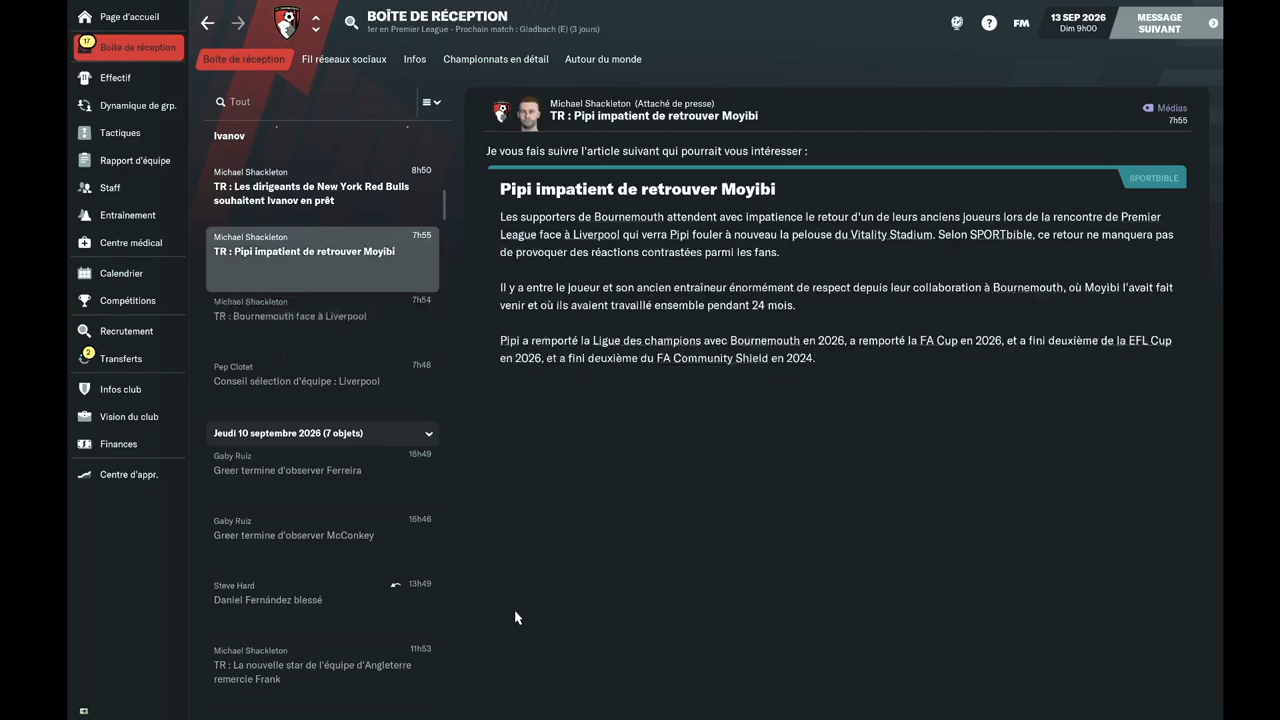 Page d'accueil
17
Boîte de réception
Effectif
Dynamique de grp.
Tactiques
Rapport d'équipe
Staff
Entraînement
Centre médical
Calendrier
Compétitions
Recrutement
2
Transferts
Infos club
Vision du club
Finances
Centre d'appr.
BOÎTE DE RÉCEPTION
1er en Premier League - Prochain match : Gladbach (E) (3 jours)
FM
13 SEP 2026
Dim 9h00
MESSAGE
SUIVANT
Boîte de réception
Fil réseaux sociaux
Infos
Championnats en détail
Autour du monde
Tout
Ivanov
Michael Shackleton
8h50
TR : Les dirigeants de New York Red Bulls
souhaitent Ivanov en prêt
Michael Shackleton
7h55
TR : Pipi impatient de retrouver Moyibi
Michael Shackleton
7h54
TR : Bournemouth face à Liverpool
Pep Clotet
7h48
Conseil sélection d'équipe : Liverpool
Jeudi 10 septembre 2026 (7 objets)
Gaby Ruiz
16h49
Greer termine d'observer Ferreira
Gaby Ruiz
16h46
Greer termine d'observer McConkey
Steve Hard
13h49
Daniel Fernández blessé
Michael Shackleton
11h53
TR : La nouvelle star de l'équipe d'Angleterre
remercie Frank
Michael Shackleton (Attaché de presse)
TR : Pipi impatient de retrouver Moyibi
Médias
7h55
Je vous fais suivre l'article suivant qui pourrait vous intéresser :
SPORTBIBLE
Pipi impatient de retrouver Moyibi
Les supporters de Bournemouth attendent avec impatience le retour d'un de leurs anciens joueurs lors de la rencontre de Premier
League face à Liverpool qui verra Pipi fouler à nouveau la pelouse du Vitality Stadium. Selon SPORTbible, ce retour ne manquera pas
de provoquer des réactions contrastées parmi les fans.
Il y a entre le joueur et son ancien entraîneur énormément de respect depuis leur collaboration à Bournemouth, où Moyibi l'avait fait
venir et où ils avaient travaillé ensemble pendant 24 mois.
Pipi a remporté la Ligue des champions avec Bournemouth en 2026, a remporté la FA Cup en 2026, et a fini deuxième de la EFL Cup
en 2026, et a fini deuxième du FA Community Shield en 2024.